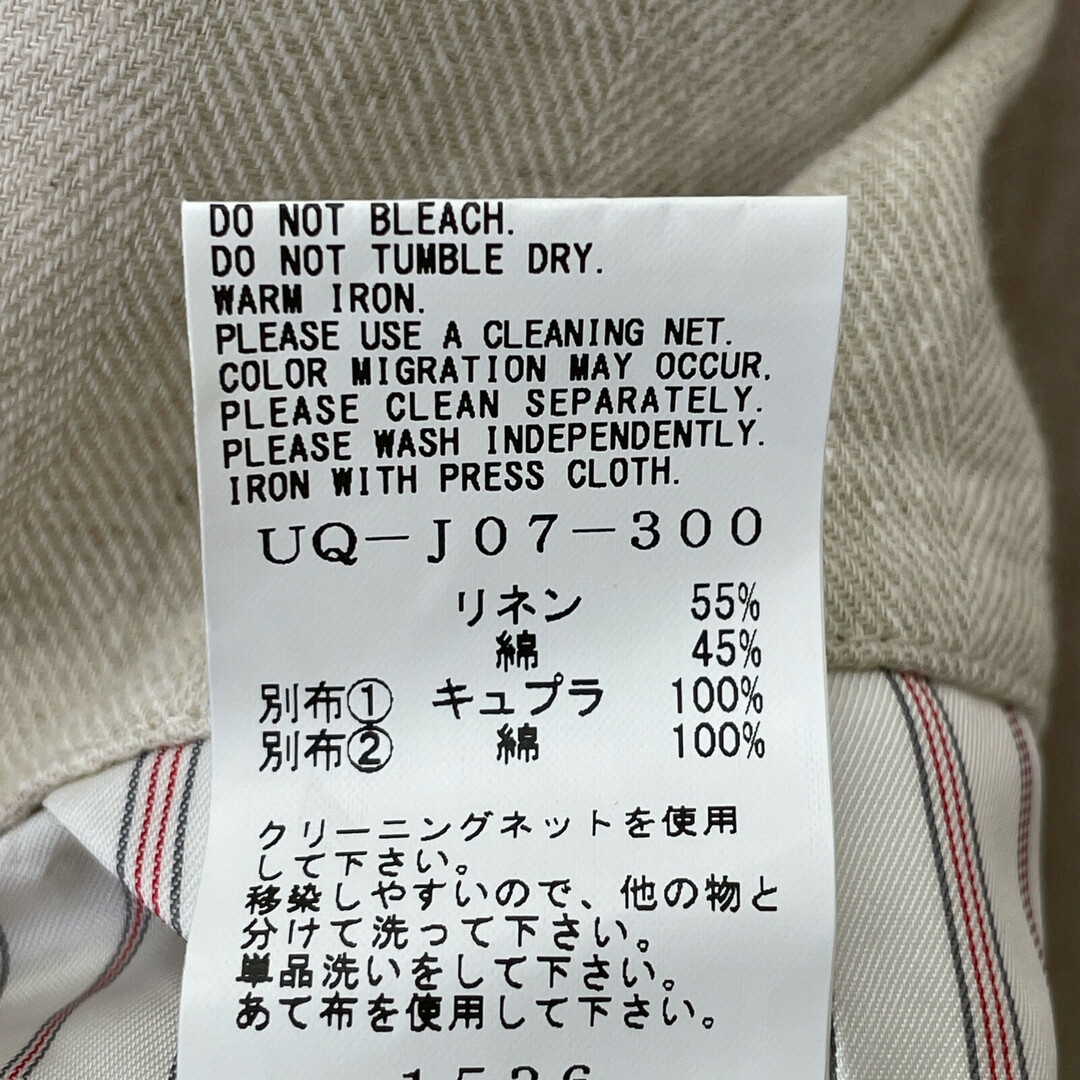 DO NOT BLEACH.
DO NOT TUMBLE DRY.
WARM IRON.
PLEASE USE A CLEANING NET.
COLOR MIGRATION MAY OCCUR.
PLEASE CLEAN SEPARATELY.
PLEASE WASH INDEPENDENTLY.
IRON WITH PRESS CLOTH.
UQ-J07-300
リネン 55%
綿 45%
別布① キュプラ 100%
別布② 綿 100%
クリーニングネットを使用
して下さい。
移染しやすいので、他の物と
分けて洗って下さい。
単品洗いをして下さい。
あて布を使用して下さい。